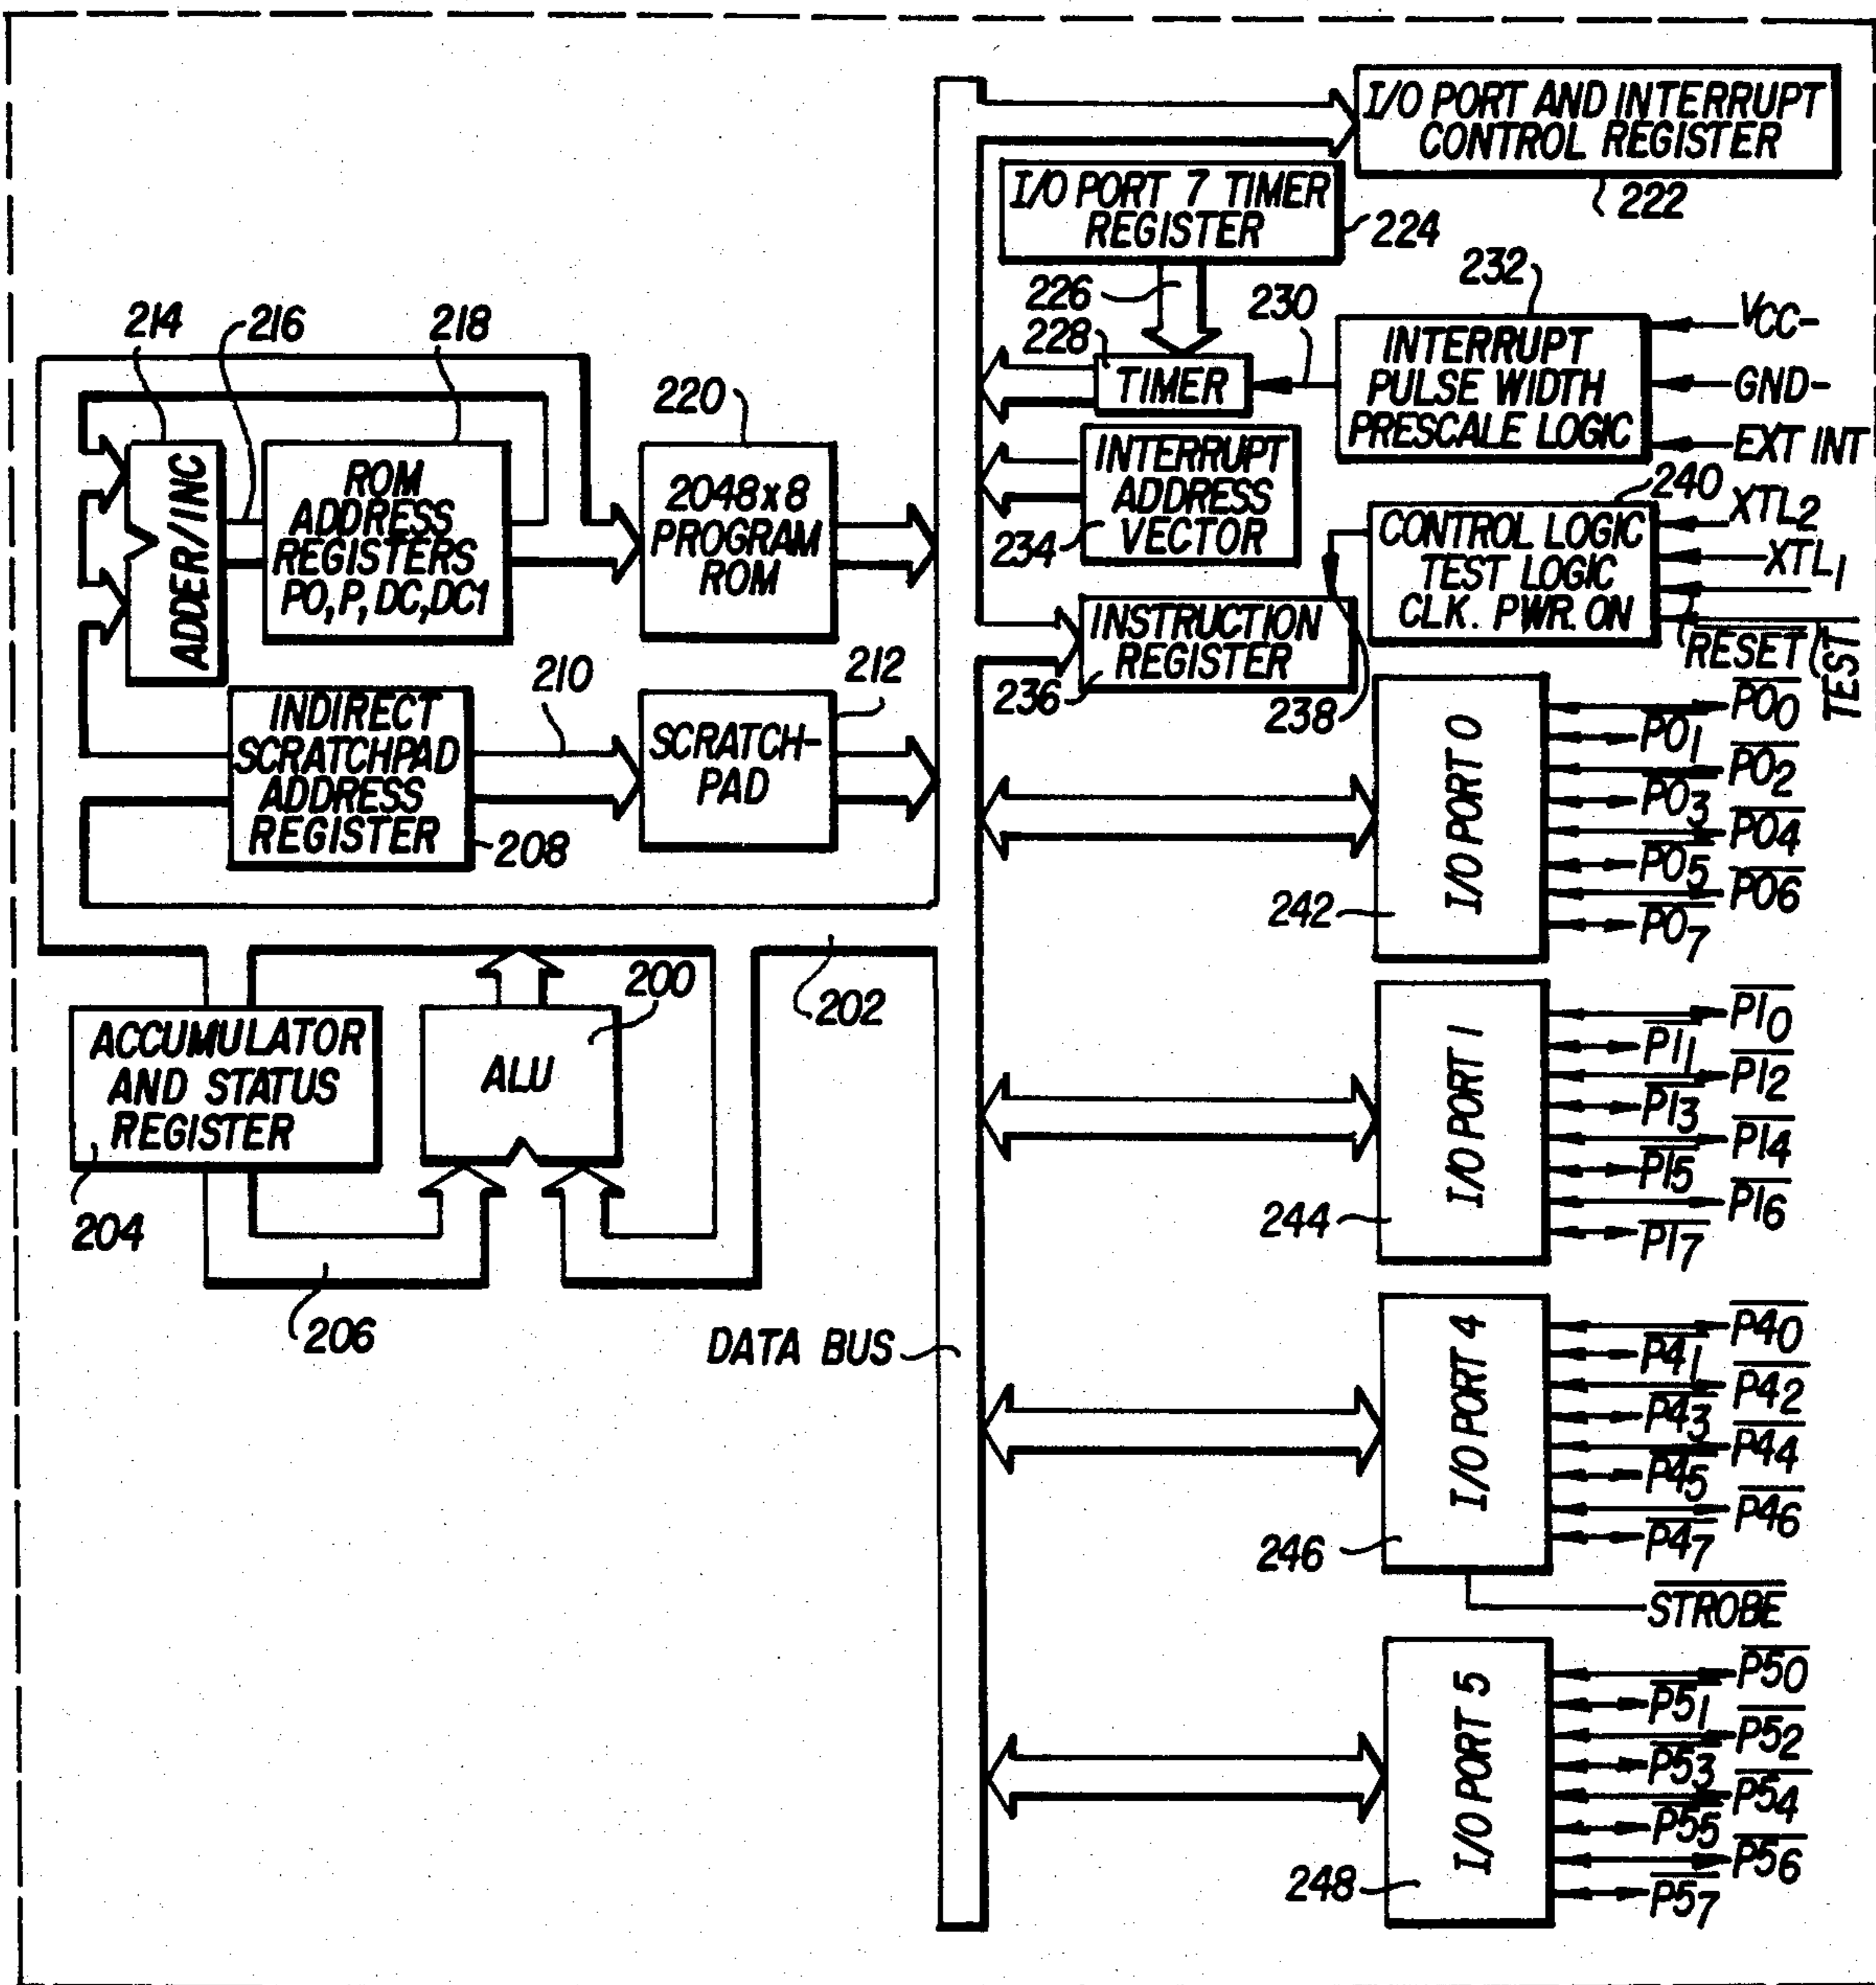 I/O PORT AND INTERRUPT
CONTROL REGISTER
222
I/O PORT 7 TIMER
REGISTER
224
226
228
230
232
TIMER
INTERRUPT
PULSE WIDTH
PRESCALE LOGIC
VCC-
GND-
EXT INT
214
216
218
220
ADDER/INC
ROM
ADDRESS
REGISTERS
PO, P, DC, DC1
2048x8
PROGRAM
ROM
INTERRUPT
ADDRESS
VECTOR
234
240
CONTROL LOGIC
TEST LOGIC
CLK. PWR. ON
XTL2
XTL1
RESET
TEST
INSTRUCTION
REGISTER
236
238
INDIRECT
SCRATCHPAD
ADDRESS
REGISTER
208
210
212
SCRATCH-
PAD
I/O PORT 0
242
P00
P01
P02
P03
P04
P05
P06
P07
202
ACCUMULATOR
AND STATUS
REGISTER
204
ALU
200
206
DATA BUS
I/O PORT 1
244
P10
P11
P12
P13
P14
P15
P16
P17
I/O PORT 4
246
P40
P41
P42
P43
P44
P45
P46
P47
STROBE
I/O PORT 5
248
P50
P51
P52
P53
P54
P55
P56
P57